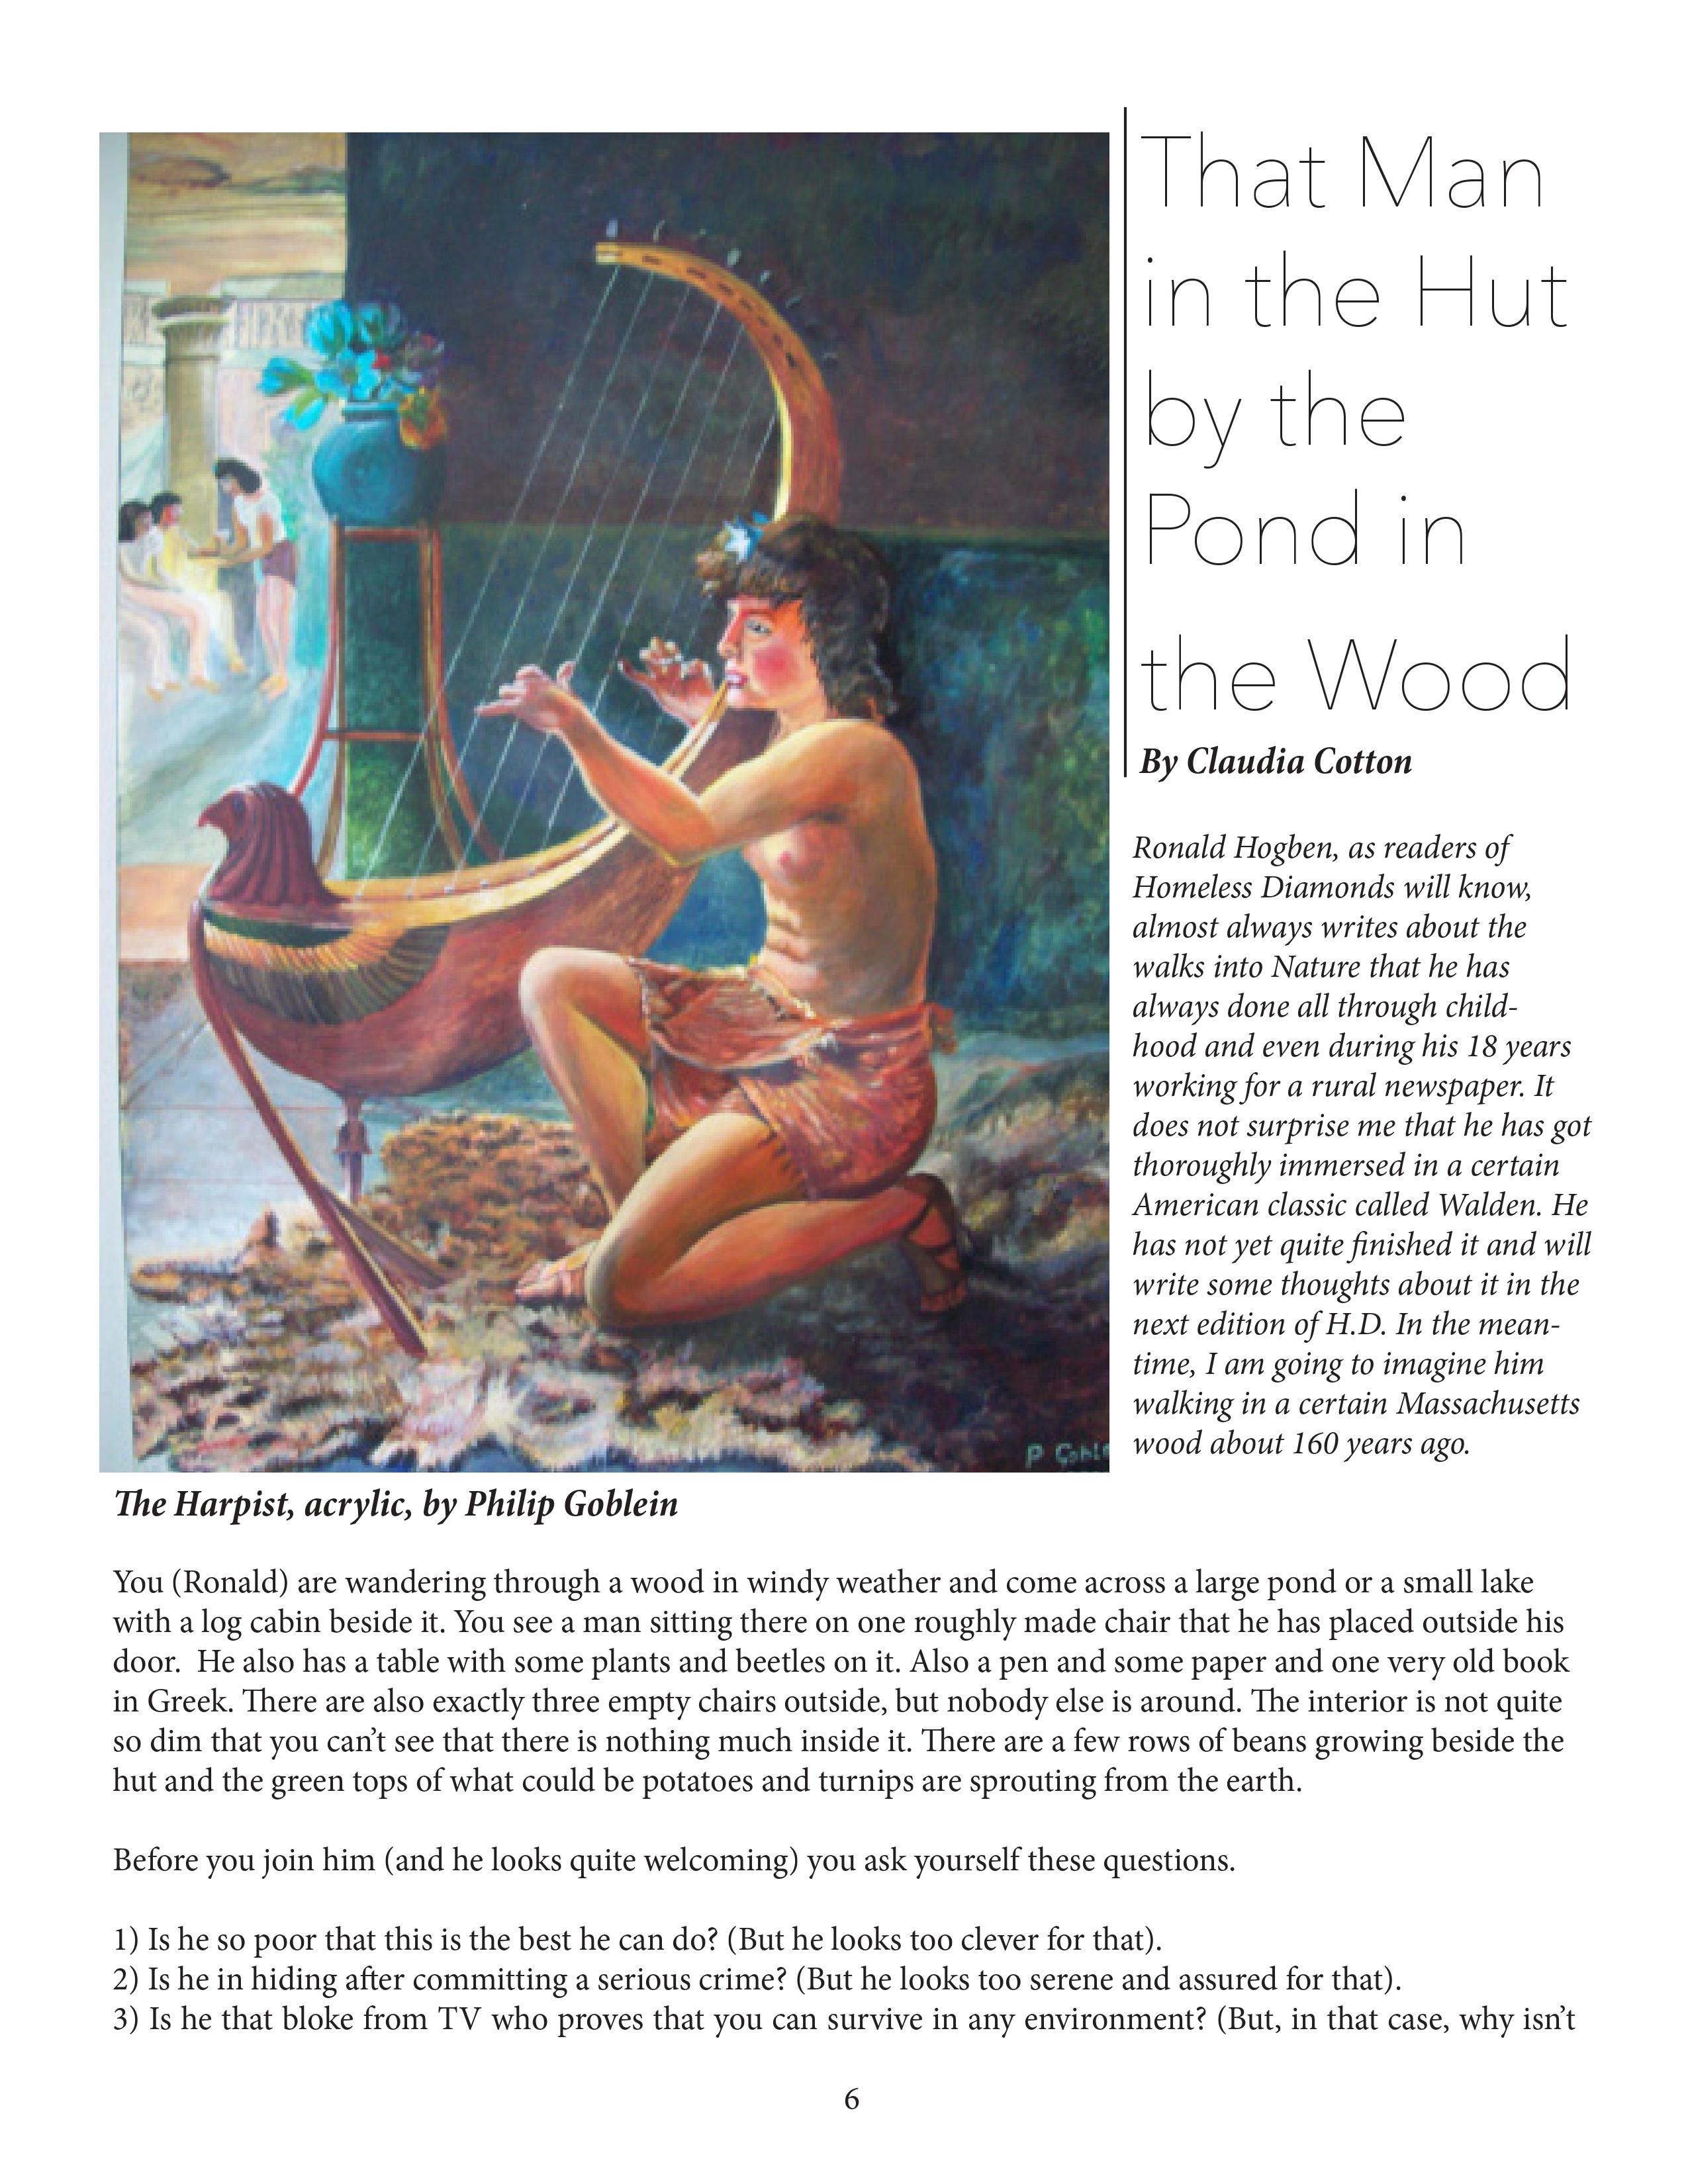 That Man
in the Hut
by the
Pond in
the Wood
By Claudia Cotton
Ronald Hogben, as readers of
Homeless Diamonds will know,
almost always writes about the
walks into Nature that he has
always done all through child-
hood and even during his 18 years
working for a rural newspaper. It
does not surprise me that he has got
thoroughly immersed in a certain
American classic called Walden. He
has not yet quite finished it and will
write some thoughts about it in the
next edition of H.D. In the mean-
time, I am going to imagine him
walking in a certain Massachusetts
wood about 160 years ago.
The Harpist, acrylic, by Philip Goblein
You (Ronald) are wandering through a wood in windy weather and come across a large pond or a small lake
with a log cabin beside it. You see a man sitting there on one roughly made chair that he has placed outside his
door.  He also has a table with some plants and beetles on it. Also a pen and some paper and one very old book
in Greek. There are also exactly three empty chairs outside, but nobody else is around. The interior is not quite
so dim that you can’t see that there is nothing much inside it. There are a few rows of beans growing beside the
hut and the green tops of what could be potatoes and turnips are sprouting from the earth.
Before you join him (and he looks quite welcoming) you ask yourself these questions.
1) Is he so poor that this is the best he can do? (But he looks too clever for that).
2) Is he in hiding after committing a serious crime? (But he looks too serene and assured for that).
3) Is he that bloke from TV who proves that you can survive in any environment? (But, in that case, why isn’t
6